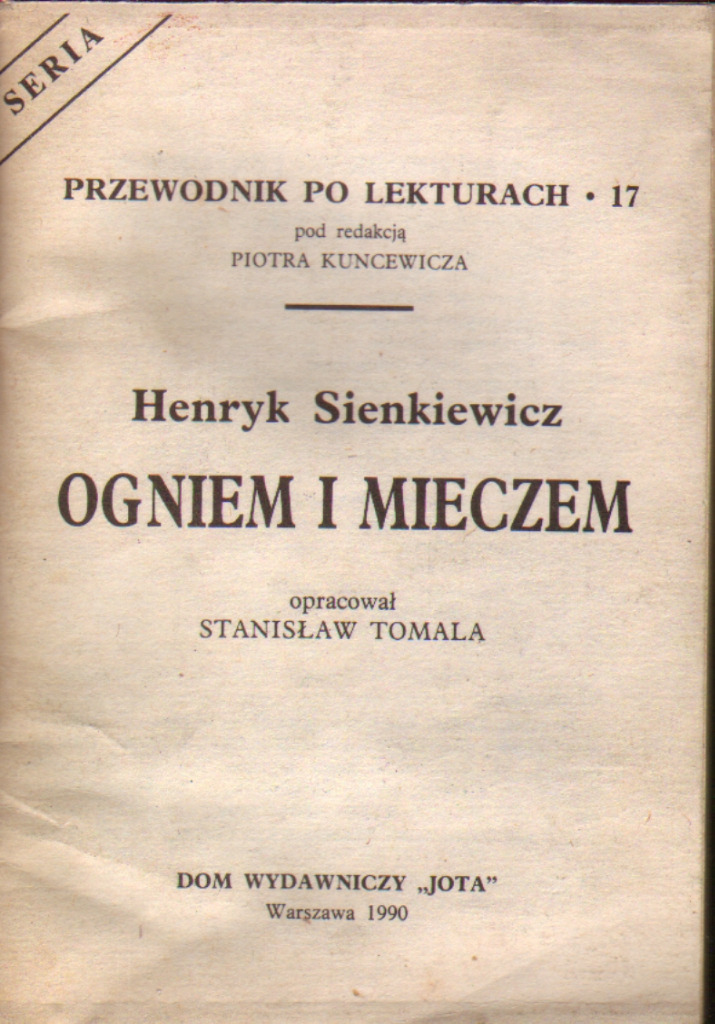 SERIA
PRZEWODNIK PO LEKTURACH • 17
pod redakcją
PIOTRA KUNCEWICZA
Henryk Sienkiewicz
OGNIEM I MIECZEM
opracował
STANISŁAW TOMALA
DOM WYDAWNICZY „JOTA”
Warszawa 1990